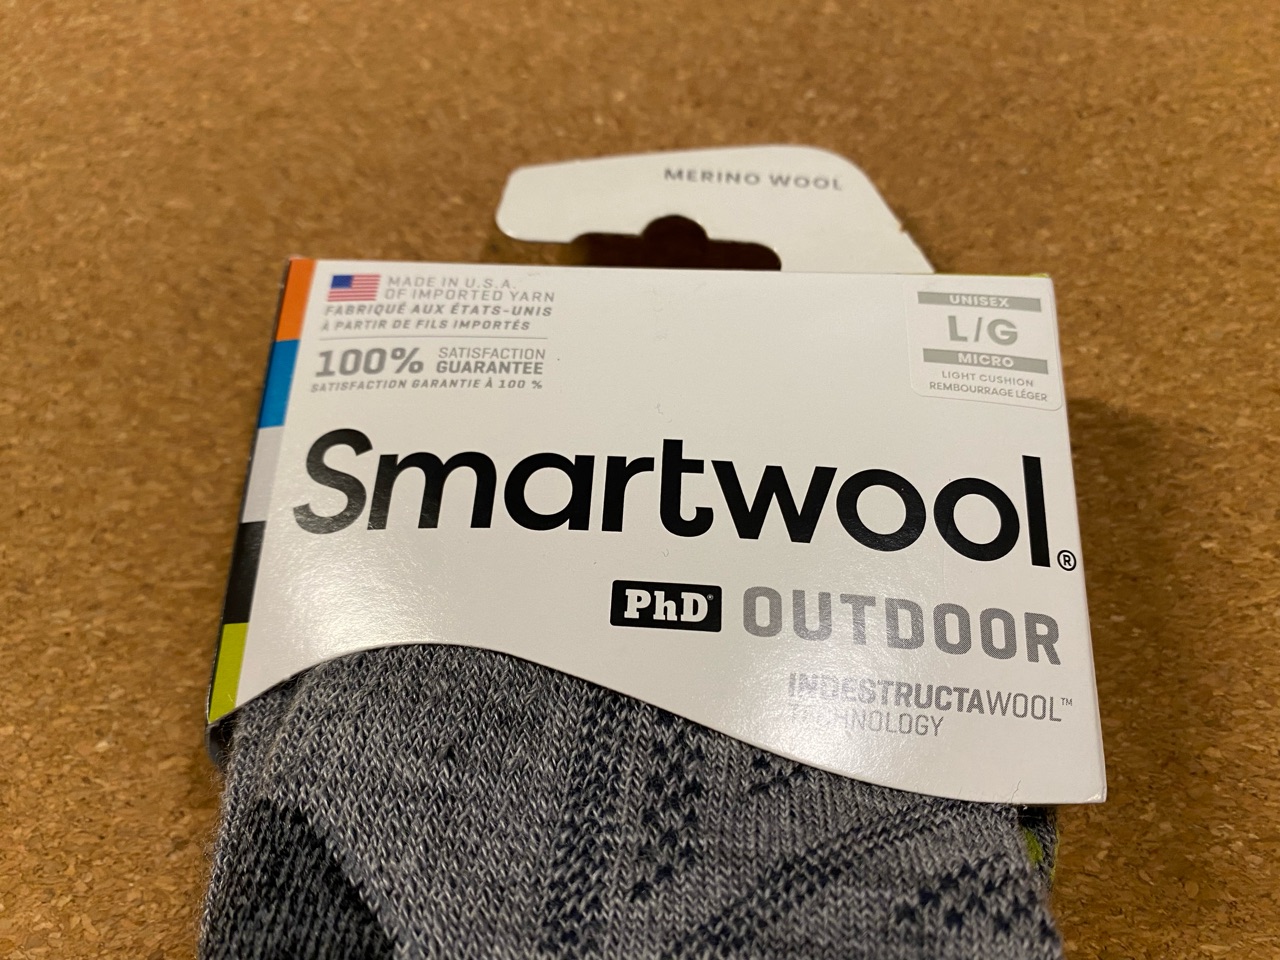 MERINO WOOL
MADE IN U.S.A.
OF IMPORTED YARN
FABRIQUÉ AUX ÉTATS-UNIS
À PARTIR DE FILS IMPORTÉS
100% SATISFACTION GUARANTEE
SATISFACTION GARANTIE À 100 %
UNISEX
L/G
MICRO
LIGHT CUSHION
REMBOURRAGE LÉGER
Smartwool®
PhD® OUTDOOR
INDESTRUCTAWOOL™
TECHNOLOGY